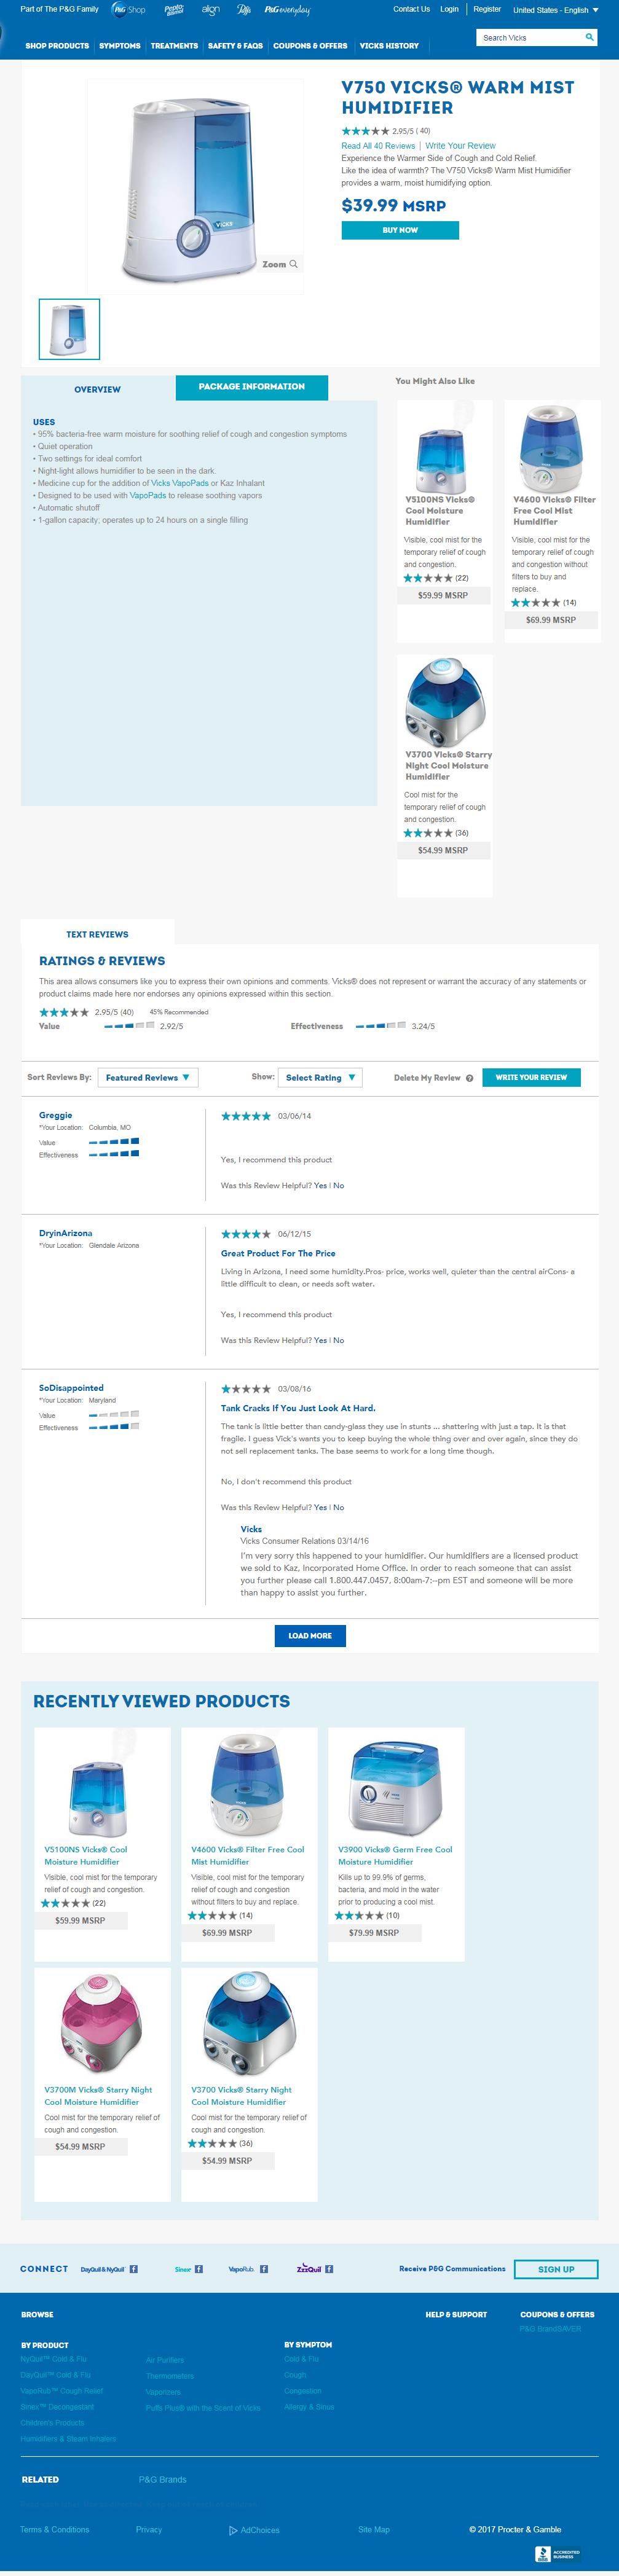 Part of The P&G Family P&G Shop Pepto Bismol align Puffs P&G everyday Contact Us Login Register United States - English
SHOP PRODUCTS SYMPTOMS TREATMENTS SAFETY & FAQS COUPONS & OFFERS VICKS HISTORY Search Vicks
V750 VICKS® WARM MIST
HUMIDIFIER
2.95/5 ( 40)
Read All 40 Reviews | Write Your Review
Experience the Warmer Side of Cough and Cold Relief.
Like the idea of warmth? The V750 Vicks® Warm Mist Humidifier
provides a warm, moist humidifying option.
$39.99 MSRP
BUY NOW
VICKS
Zoom
OVERVIEW
PACKAGE INFORMATION
USES
• 95% bacteria-free warm moisture for soothing relief of cough and congestion symptoms
• Quiet operation
• Two settings for ideal comfort
• Night-light allows humidifier to be seen in the dark.
• Medicine cup for the addition of Vicks VapoPads or Kaz Inhalant
• Designed to be used with VapoPads to release soothing vapors
• Automatic shutoff
• 1-gallon capacity; operates up to 24 hours on a single filling
You Might Also Like
V5100NS Vicks®
Cool Moisture
Humidifier
Visible, cool mist for the
temporary relief of cough
and congestion.
(22)
$59.99 MSRP
V4600 Vicks® Filter
Free Cool Mist
Humidifier
Visible, cool mist for the
temporary relief of cough
and congestion without
filters to buy and
replace.
(14)
$69.99 MSRP
V3700 Vicks® Starry
Night Cool Moisture
Humidifier
Cool mist for the
temporary relief of cough
and congestion.
(36)
$54.99 MSRP
TEXT REVIEWS
RATINGS & REVIEWS
This area allows consumers like you to express their own opinions and comments. Vicks® does not represent or warrant the accuracy of any statements or
product claims made here nor endorses any opinions expressed within this section.
2.95/5 (40) 45% Recommended
Value 2.92/5 Effectiveness 3.24/5
Sort Reviews By: Featured Reviews ▼ Show: Select Rating ▼ Delete My Review ? WRITE YOUR REVIEW
Greggie
*Your Location: Columbia, MO
Value
Effectiveness
03/06/14
Yes, I recommend this product
Was this Review Helpful? Yes | No
DryinArizona
*Your Location: Glendale Arizona
06/12/15
Great Product For The Price
Living in Arizona, I need some humidity.Pros- price, works well, quieter than the central airCons- a
little difficult to clean, or needs soft water.
Yes, I recommend this product
Was this Review Helpful? Yes | No
SoDisappointed
*Your Location: Maryland
Value
Effectiveness
03/08/16
Tank Cracks If You Just Look At Hard.
The tank is little better than candy-glass they use in stunts ... shattering with just a tap. It is that
fragile. I guess Vick's wants you to keep buying the whole thing over and over again, since they do
not sell replacement tanks. The base seems to work for a long time though.
No, I don't recommend this product
Was this Review Helpful? Yes | No
Vicks
Vicks Consumer Relations 03/14/16
I'm very sorry this happened to your humidifier. Our humidifiers are a licensed product
we sold to Kaz, Incorporated Home Office. In order to reach someone that can assist
you further please call 1.800.447.0457, 8:00am-7:--pm EST and someone will be more
than happy to assist you further.
LOAD MORE
RECENTLY VIEWED PRODUCTS
V5100NS Vicks® Cool
Moisture Humidifier
Visible, cool mist for the temporary
relief of cough and congestion.
(22)
$59.99 MSRP
V4600 Vicks® Filter Free Cool
Mist Humidifier
Visible, cool mist for the temporary
relief of cough and congestion
without filters to buy and replace.
(14)
$69.99 MSRP
V3900 Vicks® Germ Free Cool
Moisture Humidifier
Kills up to 99.9% of germs,
bacteria, and mold in the water
prior to producing a cool mist.
(10)
$79.99 MSRP
V3700M Vicks® Starry Night
Cool Moisture Humidifier
Cool mist for the temporary relief of
cough and congestion.
$54.99 MSRP
V3700 Vicks® Starry Night
Cool Moisture Humidifier
Cool mist for the temporary relief of
cough and congestion.
(36)
$54.99 MSRP
CONNECT DayQuil & NyQuil Sinex VapoRub ZzzQuil Receive P&G Communications SIGN UP
BROWSE
HELP & SUPPORT
COUPONS & OFFERS
P&G BrandSAVER
BY PRODUCT
NyQuil™ Cold & Flu
DayQuil™ Cold & Flu
VapoRub™ Cough Relief
Sinex™ Decongestant
Children's Products
Humidifiers & Steam Inhalers
Air Purifiers
Thermometers
Vaporizers
Puffs Plus® with the Scent of Vicks
BY SYMPTOM
Cold & Flu
Cough
Congestion
Allergy & Sinus
RELATED P&G Brands
Terms & Conditions Privacy AdChoices Site Map © 2017 Procter & Gamble
BBB ACCREDITED
BUSINESS